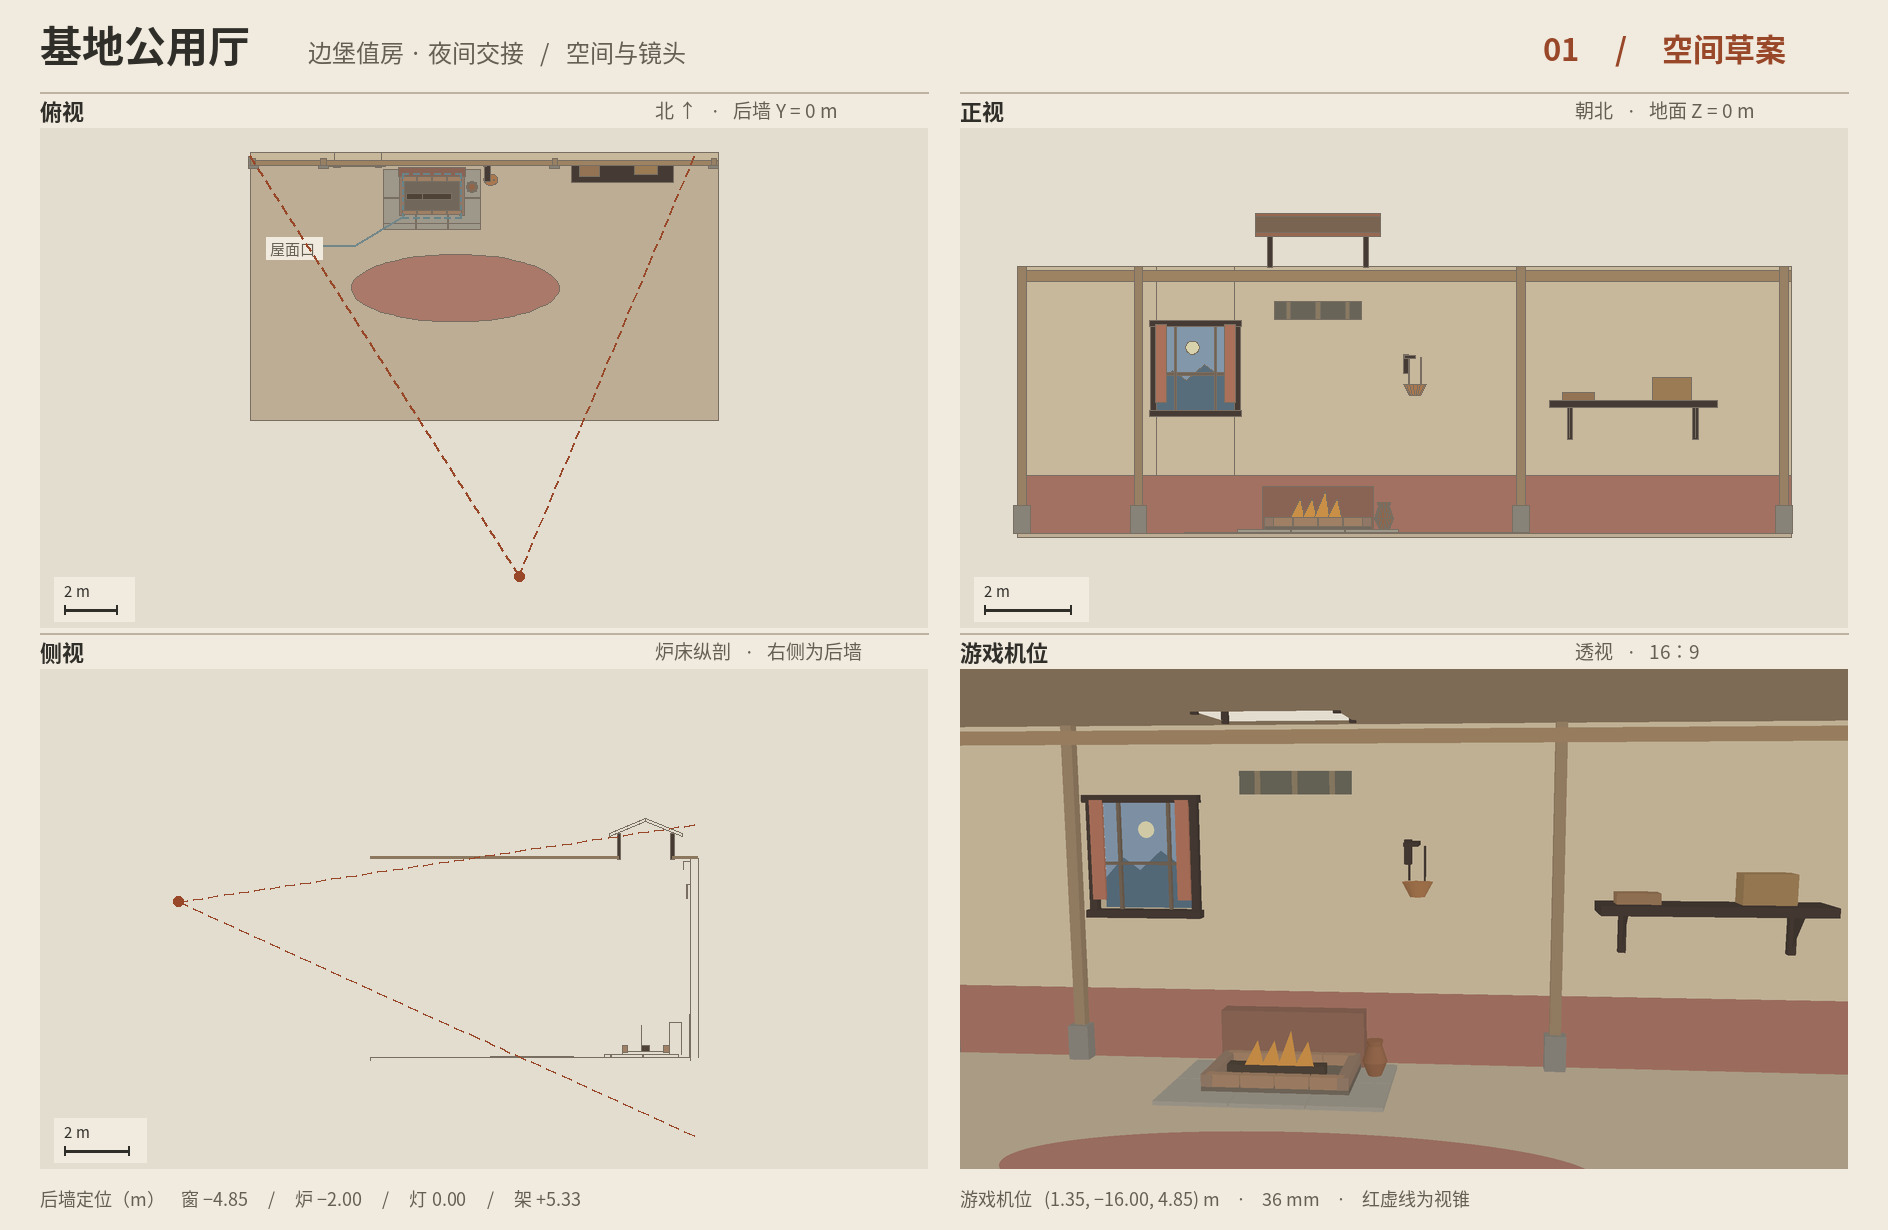 基地公用厅 边堡值房 · 夜间交接 / 空间与镜头 01 / 空间草案
俯视 北 ↑ · 后墙 Y = 0 m
屋面口
2 m
正视 朝北 · 地面 Z = 0 m
2 m
侧视 炉床纵剖 · 右侧为后墙
2 m
游戏机位 透视 · 16：9
后墙定位（m） 窗 −4.85 / 炉 −2.00 / 灯 0.00 / 架 +5.33
游戏机位 (1.35, −16.00, 4.85) m · 36 mm · 红虚线为视锥